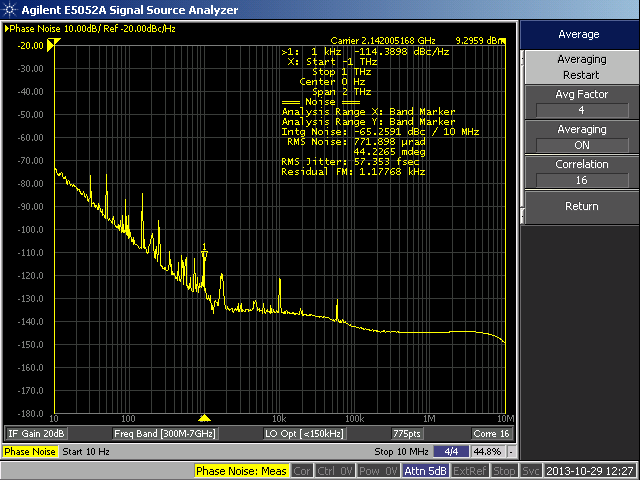 Agilent E5052A Signal Source Analyzer
Phase Noise 10.00dB/ Ref -20.00dBc/Hz
Carrier 2.142005168 GHz 9.2959 dBm
>1: 1 kHz -114.3898 dBc/Hz
X: Start -1 THz
Stop 1 THz
Center 0 Hz
Span 2 THz
Noise
Analysis Range X: Band Marker
Analysis Range Y: Band Marker
Intg Noise: -65.2591 dBc / 10 MHz
RMS Noise: 771.898 µrad
44.2265 mdeg
RMS Jitter: 57.353 fsec
Residual FM: 1.17768 kHz
-20.00
-30.00
-40.00
-50.00
-60.00
-70.00
-80.00
-90.00
-100.0
-110.0
-120.0
-130.0
-140.0
-150.0
-160.0
-170.0
-180.0
1
10 100 10k 100k 1M 10M
IF Gain 20dB Freq Band [300M-7GHz] LO Opt [<150kHz] 775pts Corre 16
Phase Noise Start 10 Hz Stop 10 MHz 4/4 44.8% -
Phase Noise: Meas Cor Ctrl 0V Pow 0V Attn 5dB ExtRef Stop Svc 2013-10-29 12:27
Average
Averaging
Restart
Avg Factor
4
Averaging
ON
Correlation
16
Return